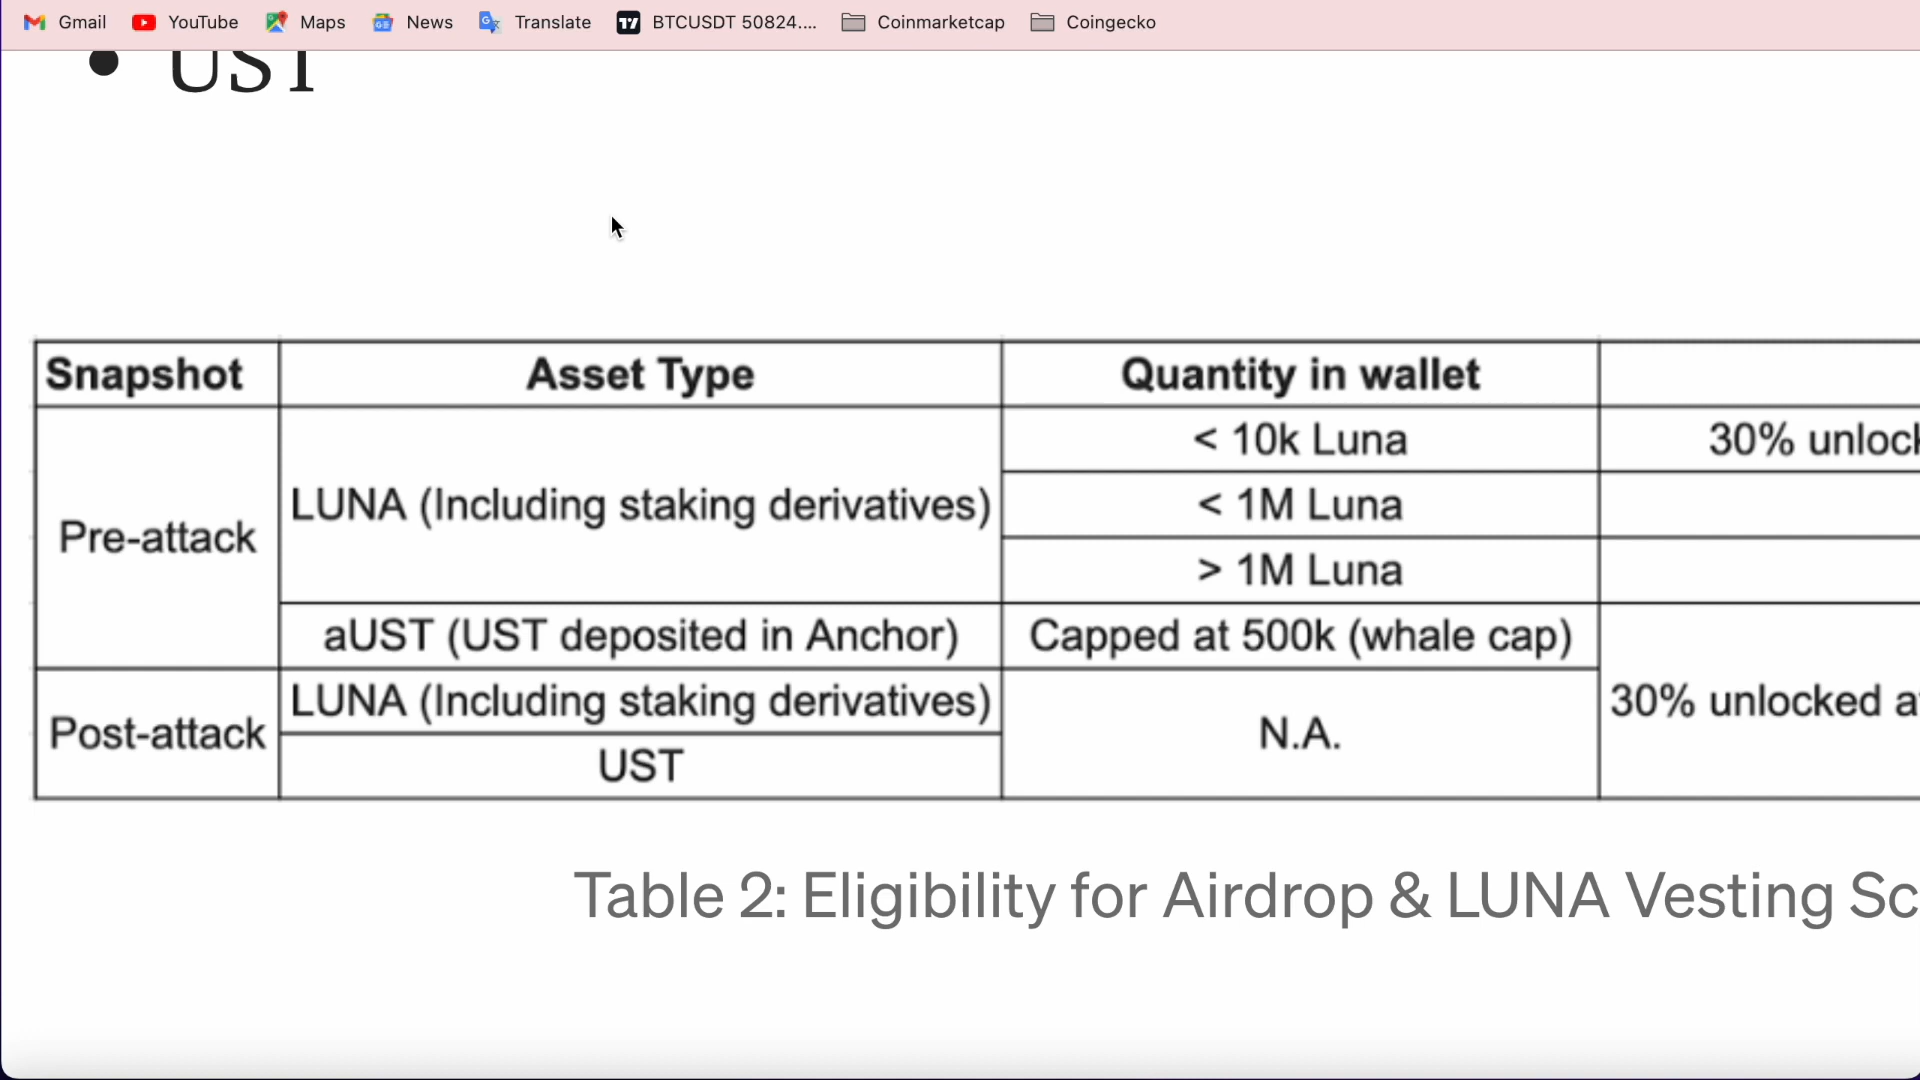 Gmail YouTube Maps News Translate BTCUSDT 50824.... Coinmarketcap Coingecko
• UST
Snapshot Asset Type Quantity in wallet
< 10k Luna 30% unlock
LUNA (Including staking derivatives) < 1M Luna
Pre-attack
> 1M Luna
aUST (UST deposited in Anchor) Capped at 500k (whale cap)
LUNA (Including staking derivatives) 30% unlocked a
Post-attack N.A.
UST
Table 2: Eligibility for Airdrop & LUNA Vesting Sc